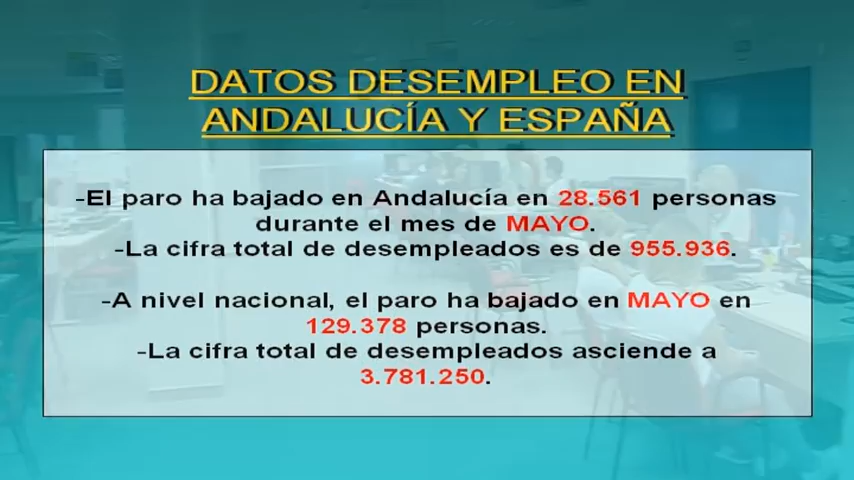 DATOS DESEMPLEO EN
ANDALUCÍA Y ESPAÑA
-El paro ha bajado en Andalucía en 28.561 personas
durante el mes de MAYO.
-La cifra total de desempleados es de 955.936.
-A nivel nacional, el paro ha bajado en MAYO en
129.378 personas.
-La cifra total de desempleados asciende a
3.781.250.